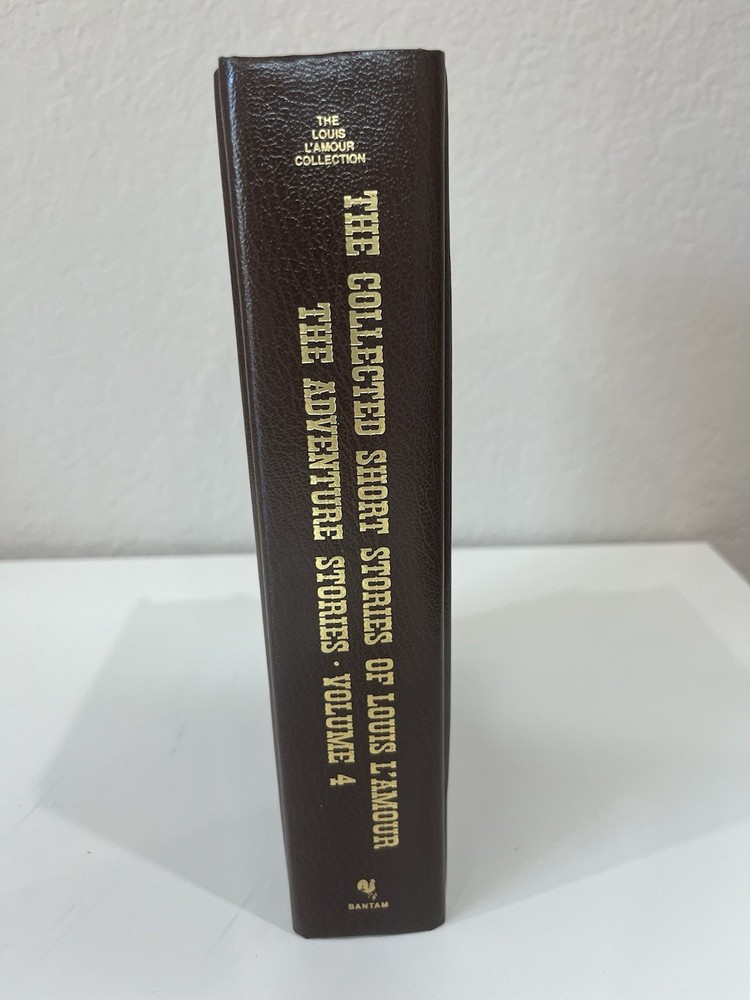 THE
LOUIS
L'AMOUR
COLLECTION
THE COLLECTED SHORT STORIES OF LOUIS L'AMOUR
THE ADVENTURE STORIES · VOLUME 4
BANTAM